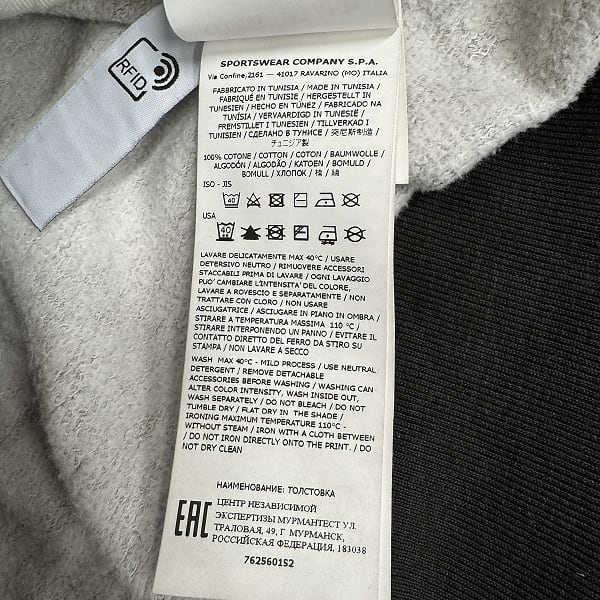 RFID
SPORTSWEAR COMPANY S.P.A.
Via Confine, 2161 — 41017 RAVARINO (MO) ITALIA
FABBRICATO IN TUNISIA / MADE IN TUNISIA /
FABRIQUÉ EN TUNISIE / HERGESTELLT IN
TUNESIEN / HECHO EN TÚNEZ / FABRICADO NA
TUNÍSIA / VERVAARDIGD IN TUNESIË /
FREMSTILLET I TUNESIEN / TILLVERKAD I
TUNISIEN / СДЕЛАНО В ТУНИСЕ / 突尼斯制造 /
チュニジア製
100% COTONE / COTTON / COTON / BAUMWOLLE /
ALGODÓN / ALGODÃO / KATOEN / BOMULD /
BOMULL / ХЛОПОК / 棉 / 綿
ISO - JIS
40
USA
40
LAVARE DELICATAMENTE MAX 40°C / USARE
DETERSIVO NEUTRO / RIMUOVERE ACCESSORI
STACCABILI PRIMA DI LAVARE / OGNI LAVAGGIO
PUO' CAMBIARE L'INTENSITA' DEL COLORE,
LAVARE A ROVESCIO E SEPARATAMENTE / NON
TRATTARE CON CLORO / NON USARE
ASCIUGATRICE / ASCIUGARE IN PIANO IN OMBRA /
STIRARE A TEMPERATURA MASSIMA 110 °C /
STIRARE INTERPONENDO UN PANNO / EVITARE IL
CONTATTO DIRETTO DEL FERRO DA STIRO SU
STAMPA / NON LAVARE A SECCO
WASH MAX 40°C - MILD PROCESS / USE NEUTRAL
DETERGENT / REMOVE DETACHABLE
ACCESSORIES BEFORE WASHING / WASHING CAN
ALTER COLOR INTENSITY, WASH INSIDE OUT,
WASH SEPARATELY / DO NOT BLEACH / DO NOT
TUMBLE DRY / FLAT DRY IN THE SHADE /
IRONING MAXIMUM TEMPERATURE 110°C -
WITHOUT STEAM / IRON WITH A CLOTH BETWEEN
/ DO NOT IRON DIRECTLY ONTO THE PRINT. / DO
NOT DRY CLEAN
НАИМЕНОВАНИЕ: ТОЛСТОВКА
EAC
ЦЕНТР НЕЗАВИСИМОЙ
ЭКСПЕРТИЗЫ МУРМАНТЕСТ УЛ.
ТРАЛОВАЯ, 49, Г МУРМАНСК,
РОССИЙСКАЯ ФЕДЕРАЦИЯ, 183038
762560152